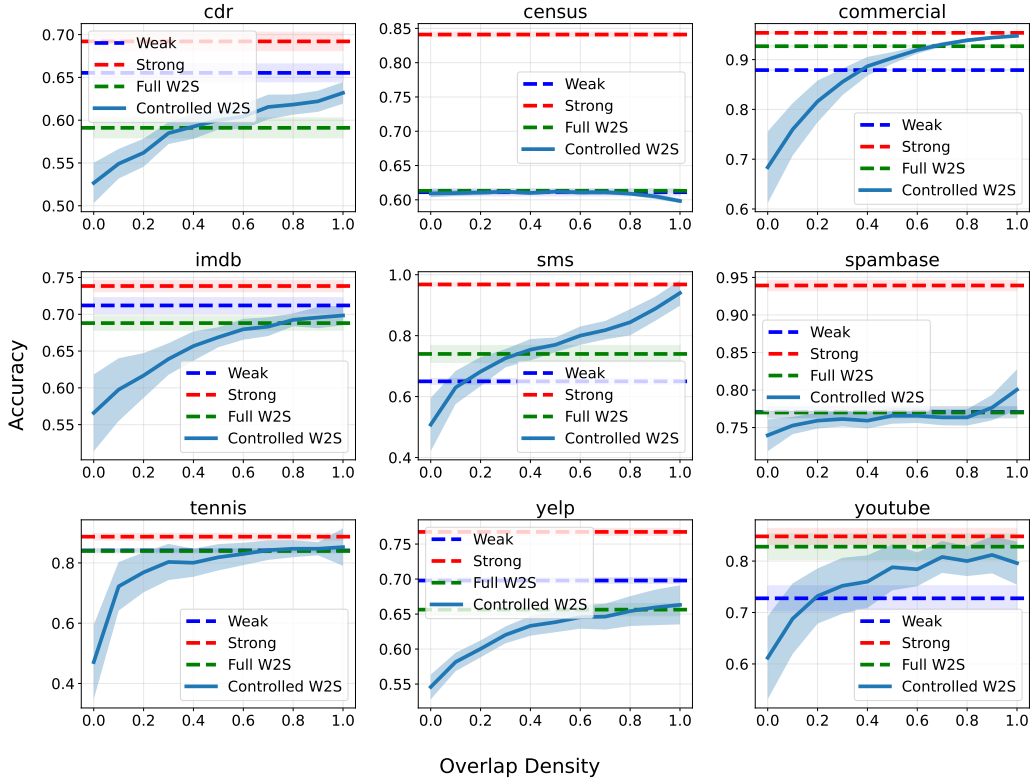 cdr
0.70
0.65
0.60
0.55
0.50
0.0 0.2 0.4 0.6 0.8 1.0
Weak
Strong
Full W2S
Controlled W2S
census
0.85
0.80
0.75
0.70
0.65
0.60
0.0 0.2 0.4 0.6 0.8 1.0
Weak
Strong
Full W2S
Controlled W2S
commercial
0.9
0.8
0.7
0.6
0.0 0.2 0.4 0.6 0.8 1.0
Weak
Strong
Full W2S
Controlled W2S
Accuracy
imdb
0.75
0.70
0.65
0.60
0.55
0.0 0.2 0.4 0.6 0.8 1.0
Weak
Strong
Full W2S
Controlled W2S
sms
1.0
0.8
0.6
0.4
0.0 0.2 0.4 0.6 0.8 1.0
Weak
Strong
Full W2S
Controlled W2S
spambase
0.95
0.90
0.85
0.80
0.75
0.0 0.2 0.4 0.6 0.8 1.0
Weak
Strong
Full W2S
Controlled W2S
tennis
0.8
0.6
0.4
0.0 0.2 0.4 0.6 0.8 1.0
Weak
Strong
Full W2S
Controlled W2S
yelp
0.75
0.70
0.65
0.60
0.55
0.0 0.2 0.4 0.6 0.8 1.0
Weak
Strong
Full W2S
Controlled W2S
youtube
0.8
0.7
0.6
0.0 0.2 0.4 0.6 0.8 1.0
Weak
Strong
Full W2S
Controlled W2S
Overlap Density